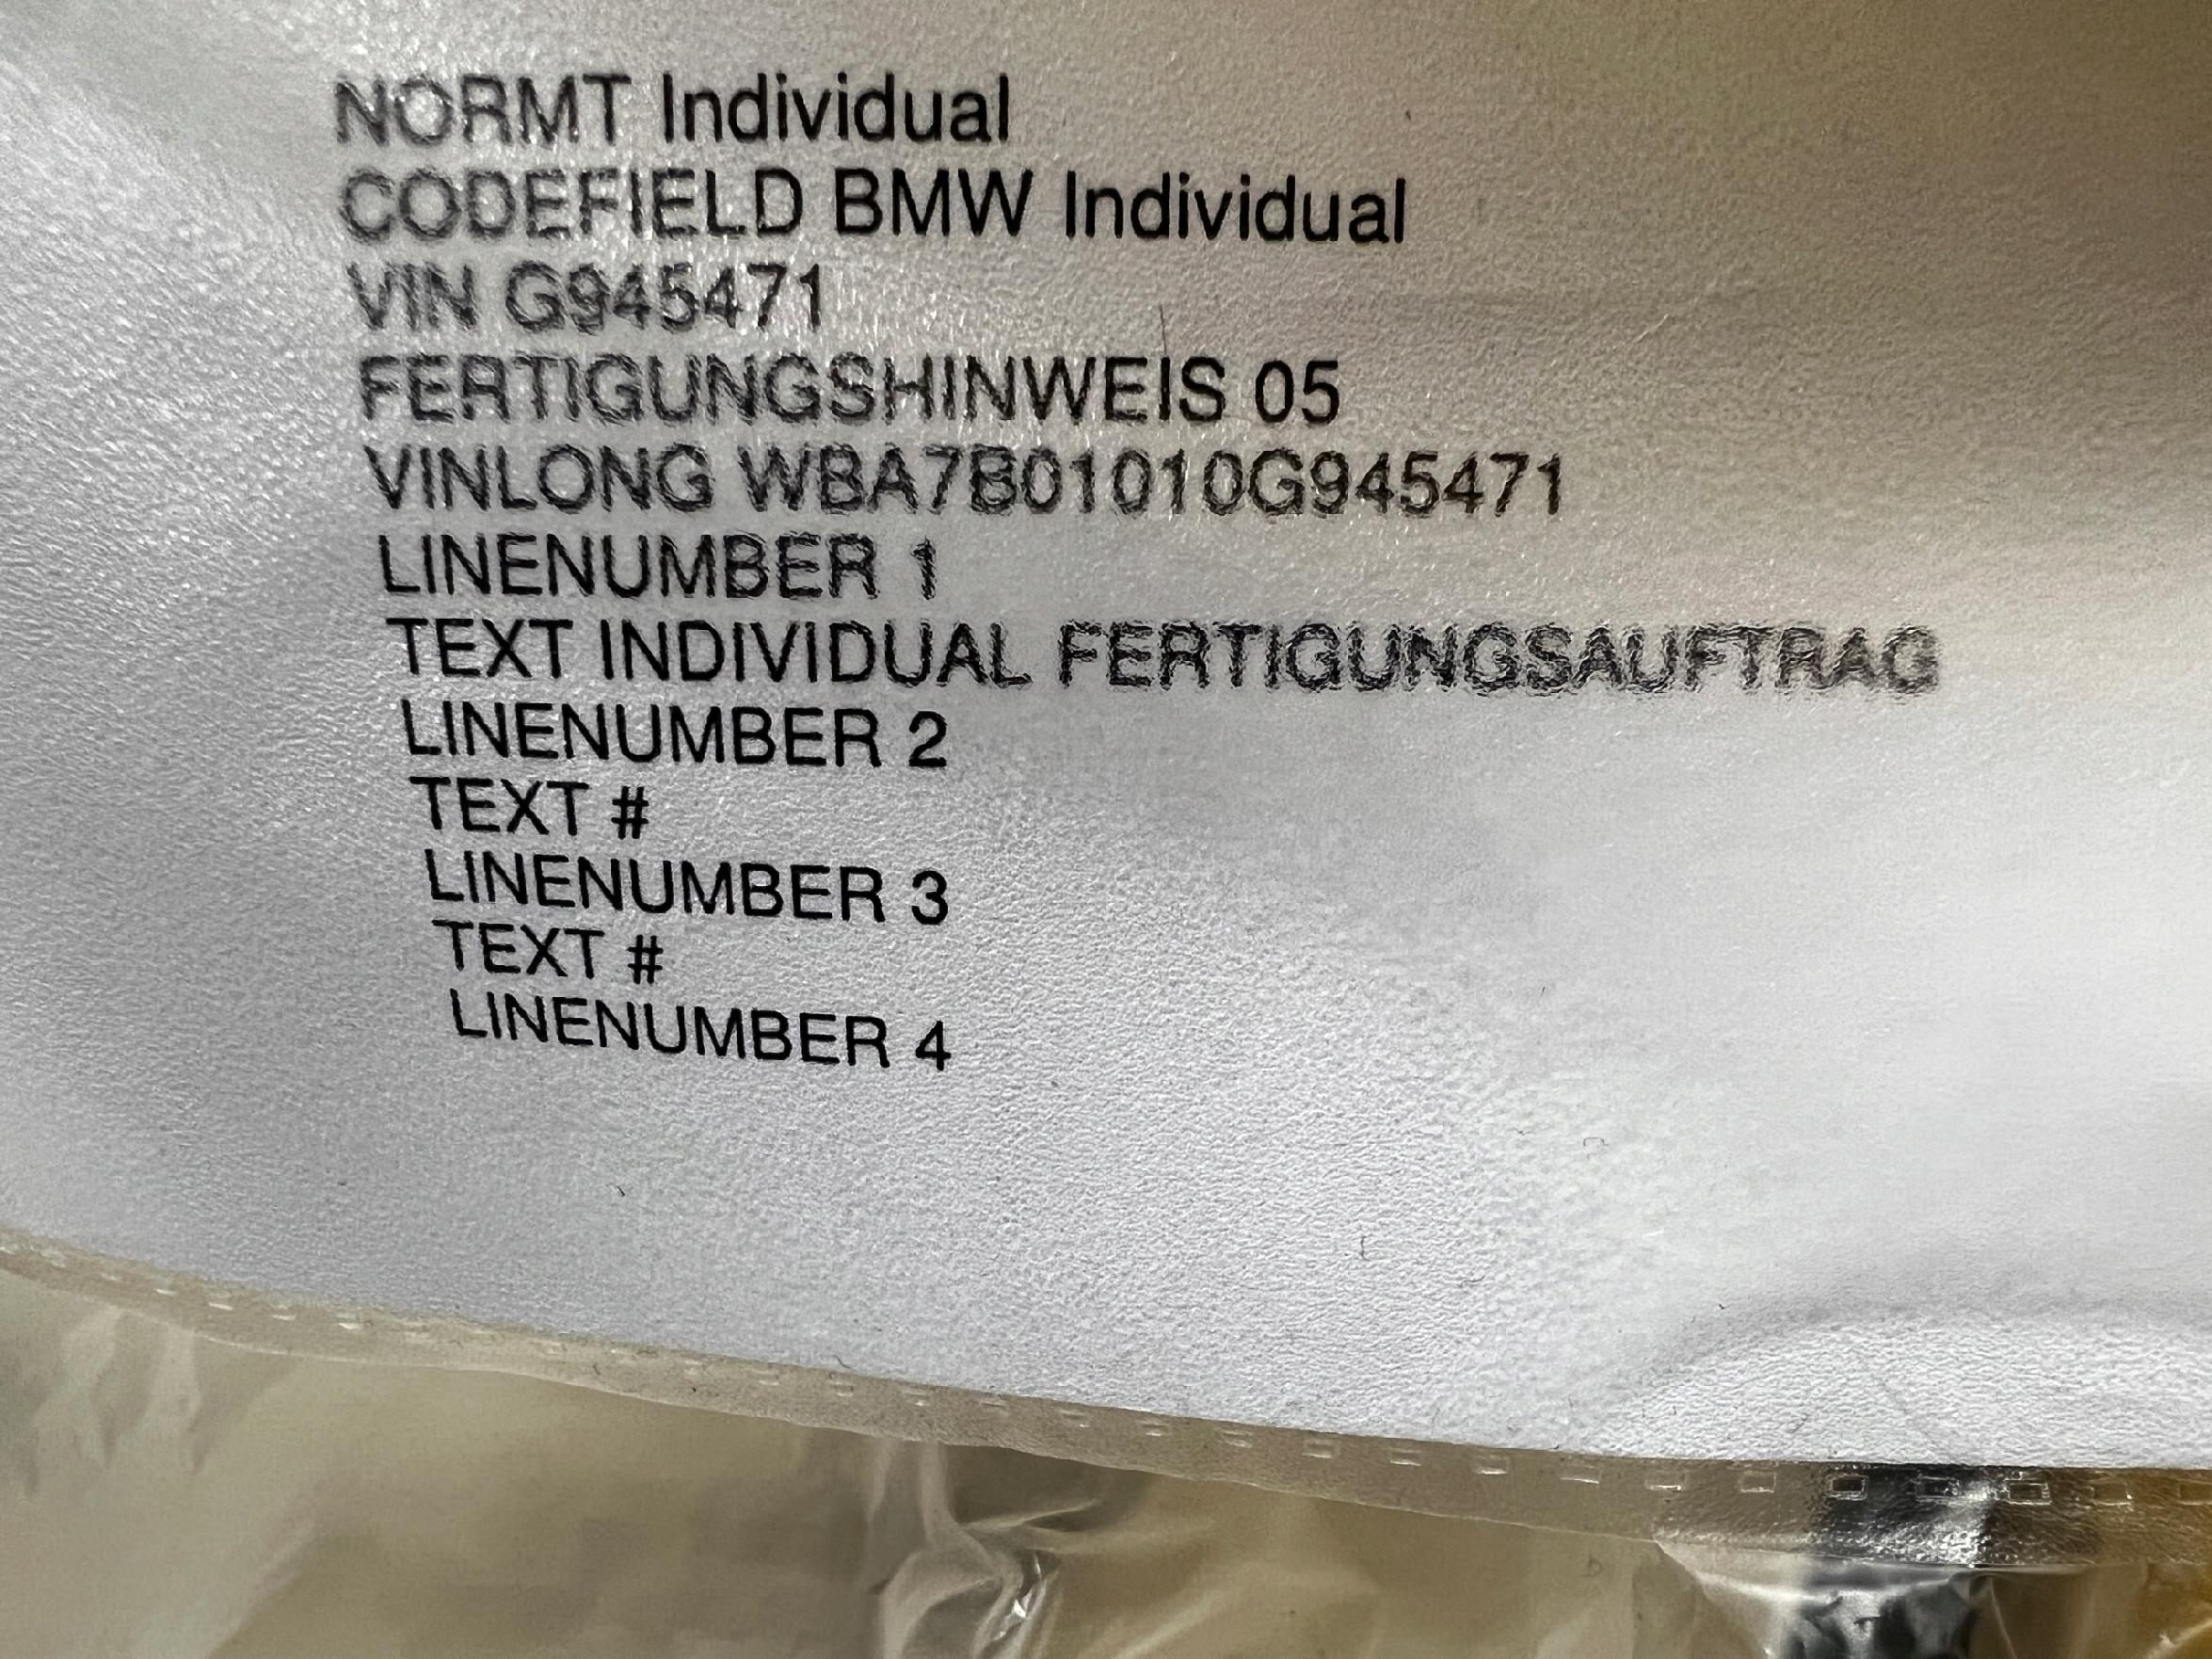 NORMT Individual
CODEFIELD BMW Individual
VIN G945471
FERTIGUNGSHINWEIS 05
VINLONG WBA7B01010G945471
LINENUMBER 1
TEXT INDIVIDUAL FERTIGUNGSAUFTRAG
LINENUMBER 2
TEXT #
LINENUMBER 3
TEXT #
LINENUMBER 4